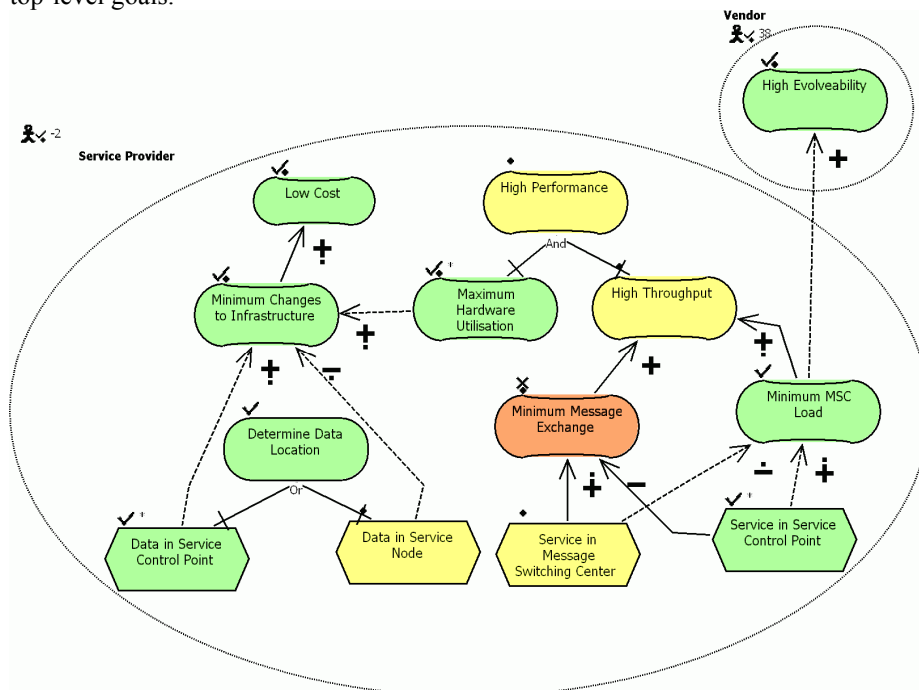 top-level goals.
Vendor
38
High Evolveability
-2
Service Provider
Low Cost
High Performance
And
Minimum Changes
to Infrastructure
*
Maximum
Hardware
Utilisation
High Throughput
Minimum Message
Exchange
Minimum MSC
Load
Determine Data
Location
Or
*
Data in Service
Control Point
Data in Service
Node
Service in
Message
Switching Center
*
Service in Service
Control Point